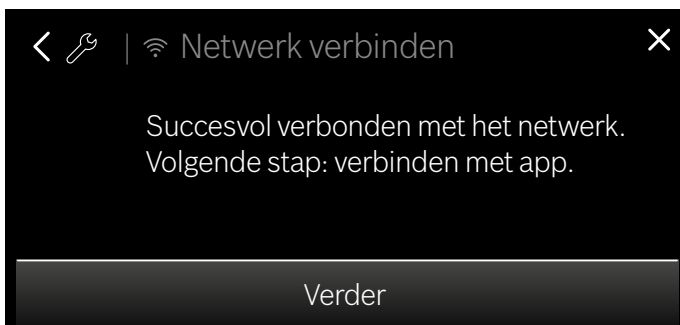 | Netwerk verbinden
Succesvol verbonden met het netwerk.
Volgende stap: verbinden met app.
Verder